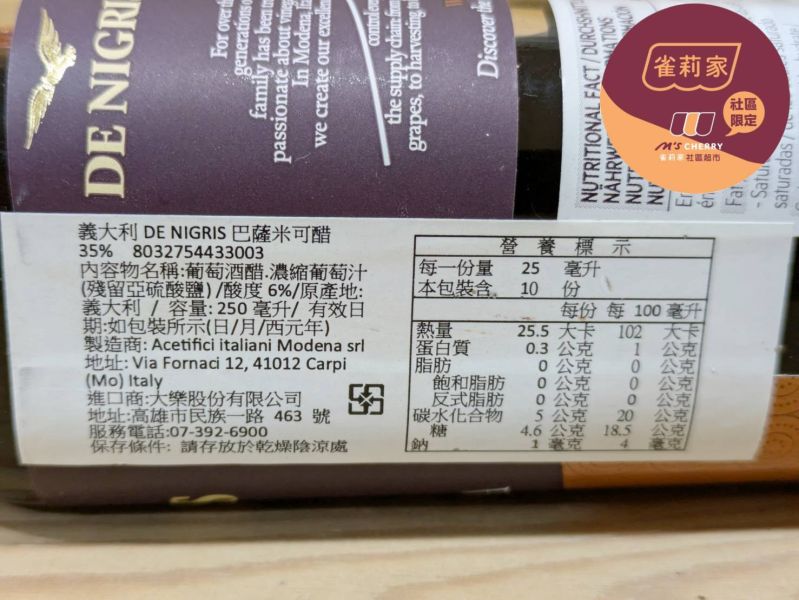 DE NIGRIS
For over th
generations o
family has been
passionate about vineg
In Modena, Ita
we create our excellen
the supply chain-from
grapes, to harvesting
Discover the
NUTRITIONAL FACT / DURCHSNITT
NÄHRWE
雀莉家
社區
限定
M'S CHERRY
雀莉家社區超市
義大利 DE NIGRIS 巴薩米可醋
35% 8032754433003
內容物名稱:葡萄酒醋.濃縮葡萄汁
(殘留亞硫酸鹽) /酸度 6%/原產地:
義大利 / 容量: 250 毫升/ 有效日
期:如包裝所示(日/月/西元年)
製造商: Acetifici italiani Modena srl
地址: Via Fornaci 12, 41012 Carpi
(Mo) Italy
進口商:大樂股份有限公司
地址:高雄市民族一路 463 號
服務電話:07-392-6900
保存條件: 請存放於乾燥陰涼處
營 養 標 示
每一份量 25 毫升
本包裝含 10 份
每份 每 100 毫升
熱量 25.5 大卡 102 大卡
蛋白質 0.3 公克 1 公克
脂肪 0 公克 0 公克
飽和脂肪 0 公克 0 公克
反式脂肪 0 公克 0 公克
碳水化合物 5 公克 20 公克
糖 4.6 公克 18.5 公克
鈉 1 毫克 4 毫克